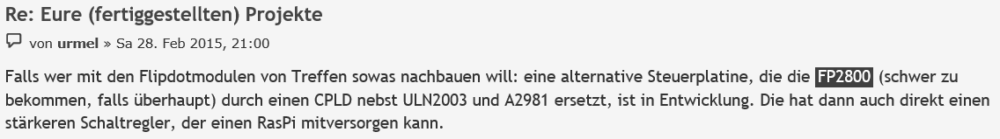 Re: Eure (fertiggestellten) Projekte
von urmel » Sa 28. Feb 2015, 21:00
Falls wer mit den Flipdotmodulen von Treffen sowas nachbauen will: eine alternative Steuerplatine, die die FP2800 (schwer zu
bekommen, falls überhaupt) durch einen CPLD nebst ULN2003 und A2981 ersetzt, ist in Entwicklung. Die hat dann auch direkt einen
stärkeren Schaltregler, der einen RasPi mitversorgen kann.